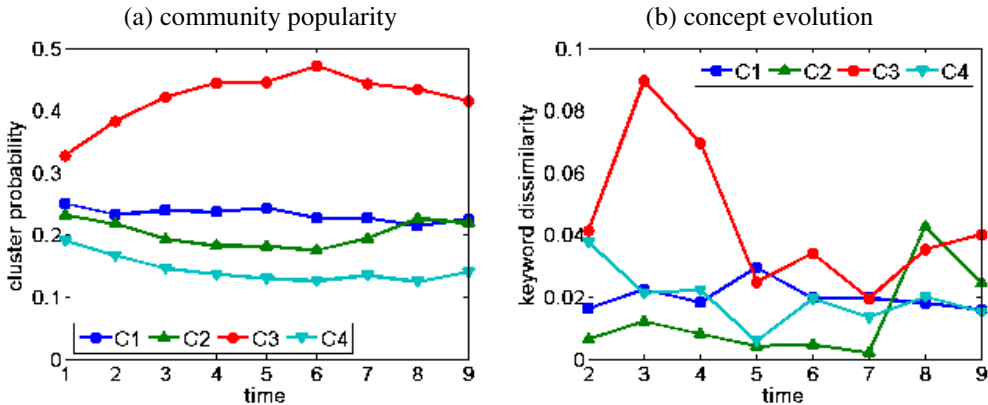 (a) community popularity
cluster probability
0.5
0.4
0.3
0.2
0.1
0
C1 C2 C3 C4
1 2 3 4 5 6 7 8 9
time
(b) concept evolution
keyword dissimilarity
0.1
0.08
0.06
0.04
0.02
0
C1 C2 C3 C4
2 3 4 5 6 7 8 9
time